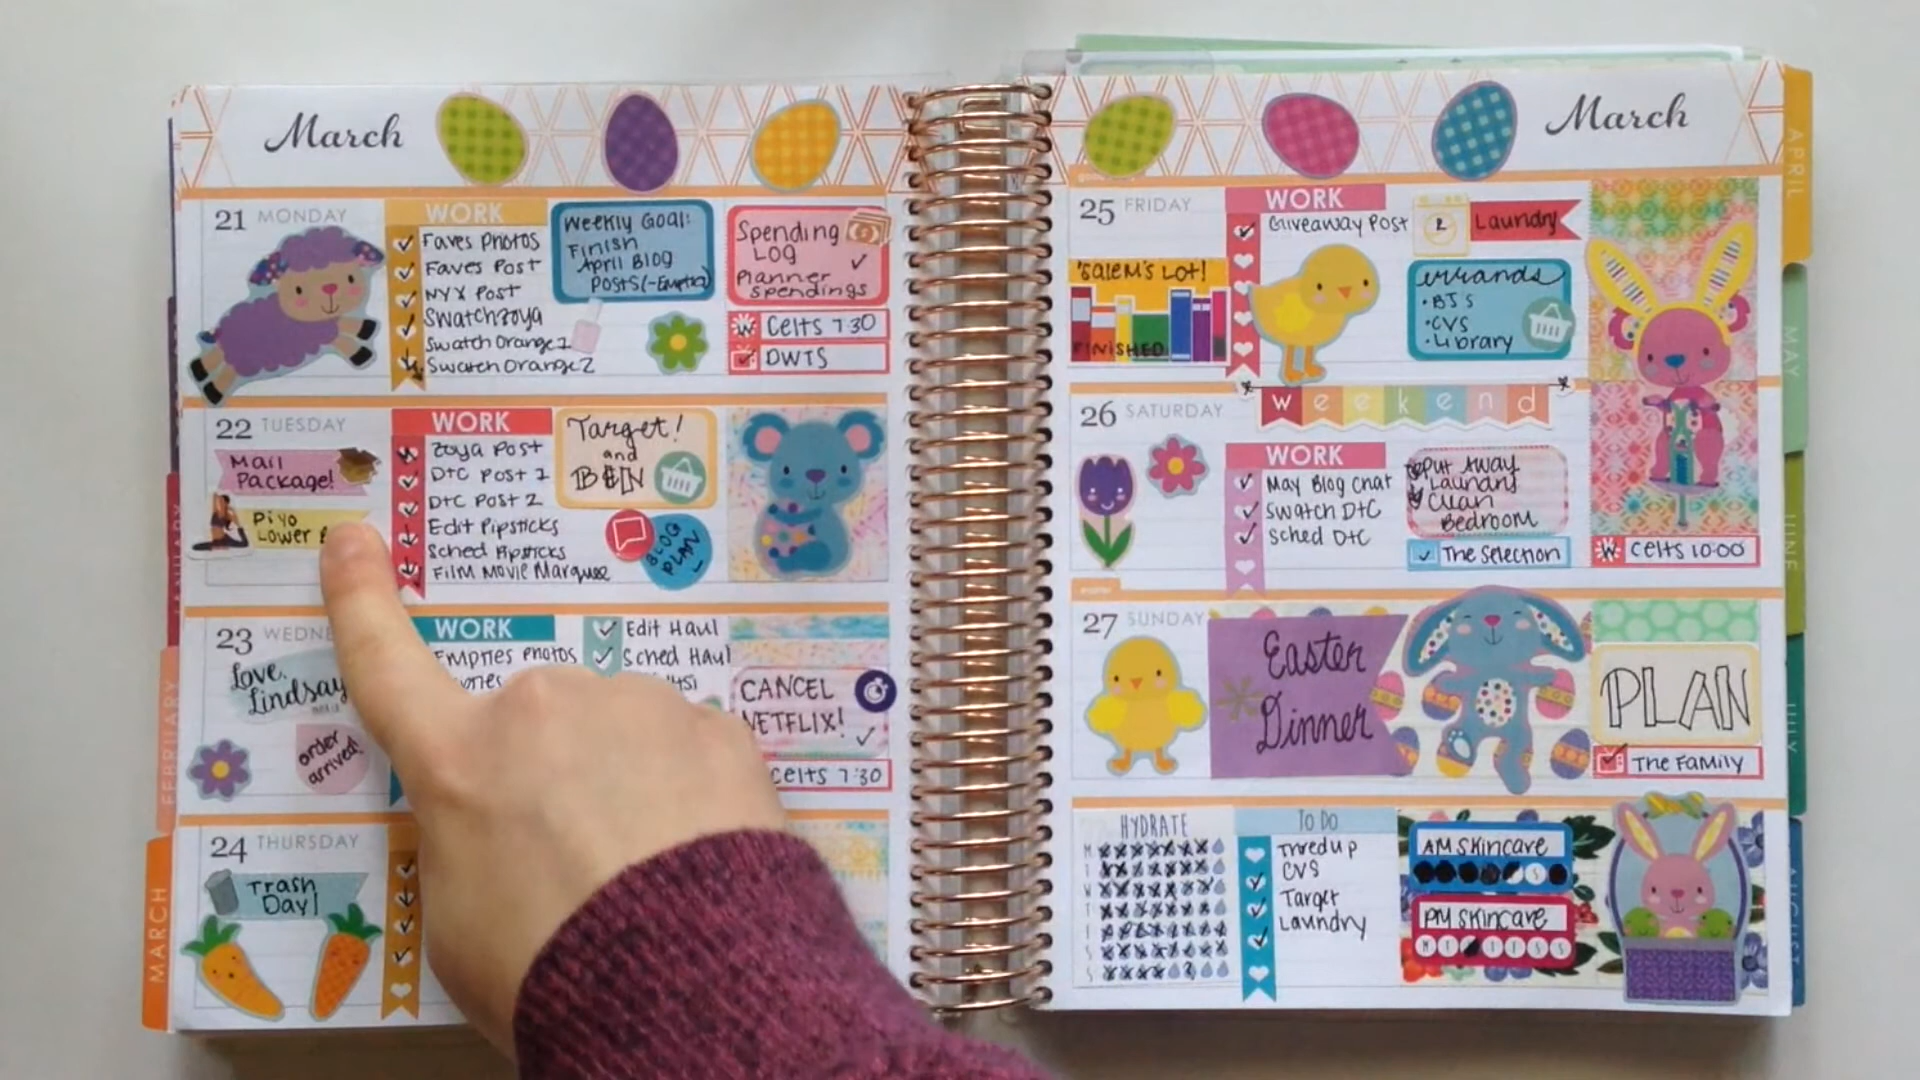 March
21 MONDAY
WORK
Faves Photos
Faves Post
NYX Post
Swatch Zoya
Swatch Orange 1
Swatch Orange 2
Weekly Goal:
Finish
April Blog
Posts (-Empties)
Spending
Log
Planner
spendings
W Celts 7:30
DWTS
22 TUESDAY
Mail
Package!
Piyo
Lower
WORK
Zoya Post
DTC Post 1
DTC Post 2
Edit Lipsticks
Sched Lipsticks
Film Movie Marquee
Target!
and
BEN
BLOG
PLAN
23 WEDNE
Love,
Lindsay
order
arrived!
WORK
Empties Photos
Edit Haul
Sched Haul
CANCEL
NETFLIX!
Celts 7:30
24 THURSDAY
Trash
Day!
March
25 FRIDAY
'Salem's Lot!
FINISHED
WORK
Giveaway Post
Laundry
errands
• BJ's
• CVS
• Library
26 SATURDAY
weekend
WORK
May Blog Chat
Swatch DTC
Sched DTC
Put Away
Laundry
Clean
Bedroom
The Selection
W Celts 10:00
27 SUNDAY
Easter
Dinner
PLAN
The Family
HYDRATE
M
T
W
T
F
S
S
TO DO
Thredup
CVS
Target
Laundry
AM Skincare
PM Skincare
JANUARY
FEBRUARY
MARCH
APRIL
MAY
JUNE
JULY
AUGUST